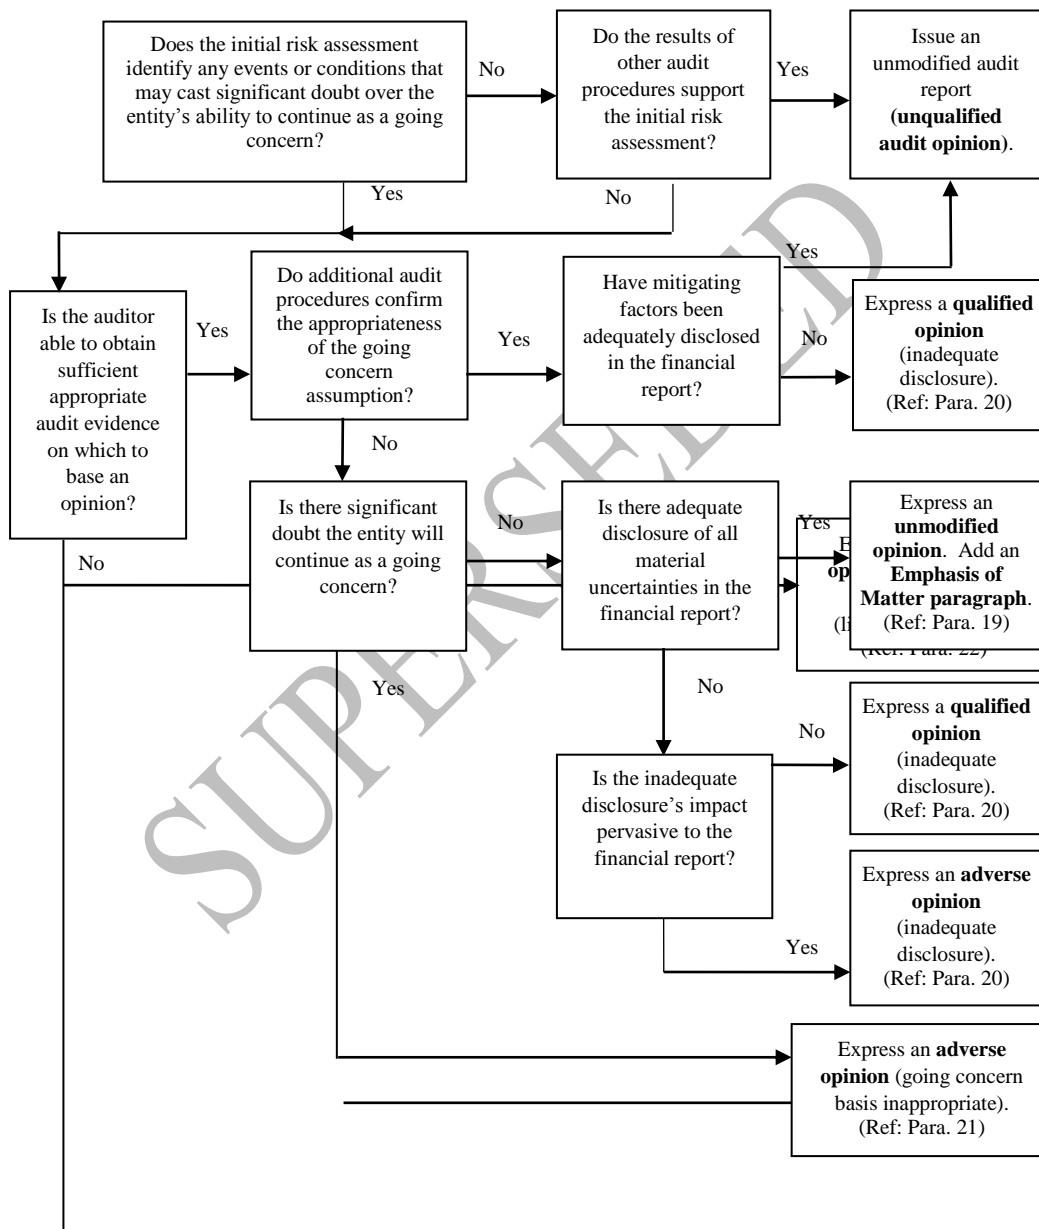 Does the initial risk assessment
identify any events or conditions that
may cast significant doubt over the
entity's ability to continue as a going
concern?
No
Do the results of
other audit
procedures support
the initial risk
assessment?
Yes
Issue an
unmodified audit
report
(unqualified
audit opinion).
Yes
No
Is the auditor
able to obtain
sufficient
appropriate
audit evidence
on which to
base an
opinion?
Yes
Do additional audit
procedures confirm
the appropriateness
of the going
concern
assumption?
Yes
Have mitigating
factors been
adequately disclosed
in the financial
report?
Yes
No
Express a qualified
opinion
(inadequate
disclosure).
(Ref: Para. 20)
No
No
Is there significant
doubt the entity will
continue as a going
concern?
No
Is there adequate
disclosure of all
material
uncertainties in the
financial report?
Yes
Express an
unmodified
opinion. Add an
Emphasis of
Matter paragraph.
(Ref: Para. 19)
(Ref: Para. 22)
Yes
No
Is the inadequate
disclosure's impact
pervasive to the
financial report?
No
Express a qualified
opinion
(inadequate
disclosure).
(Ref: Para. 20)
Yes
Express an adverse
opinion
(inadequate
disclosure).
(Ref: Para. 20)
Express an adverse
opinion (going concern
basis inappropriate).
(Ref: Para. 21)
SUPERSEDED